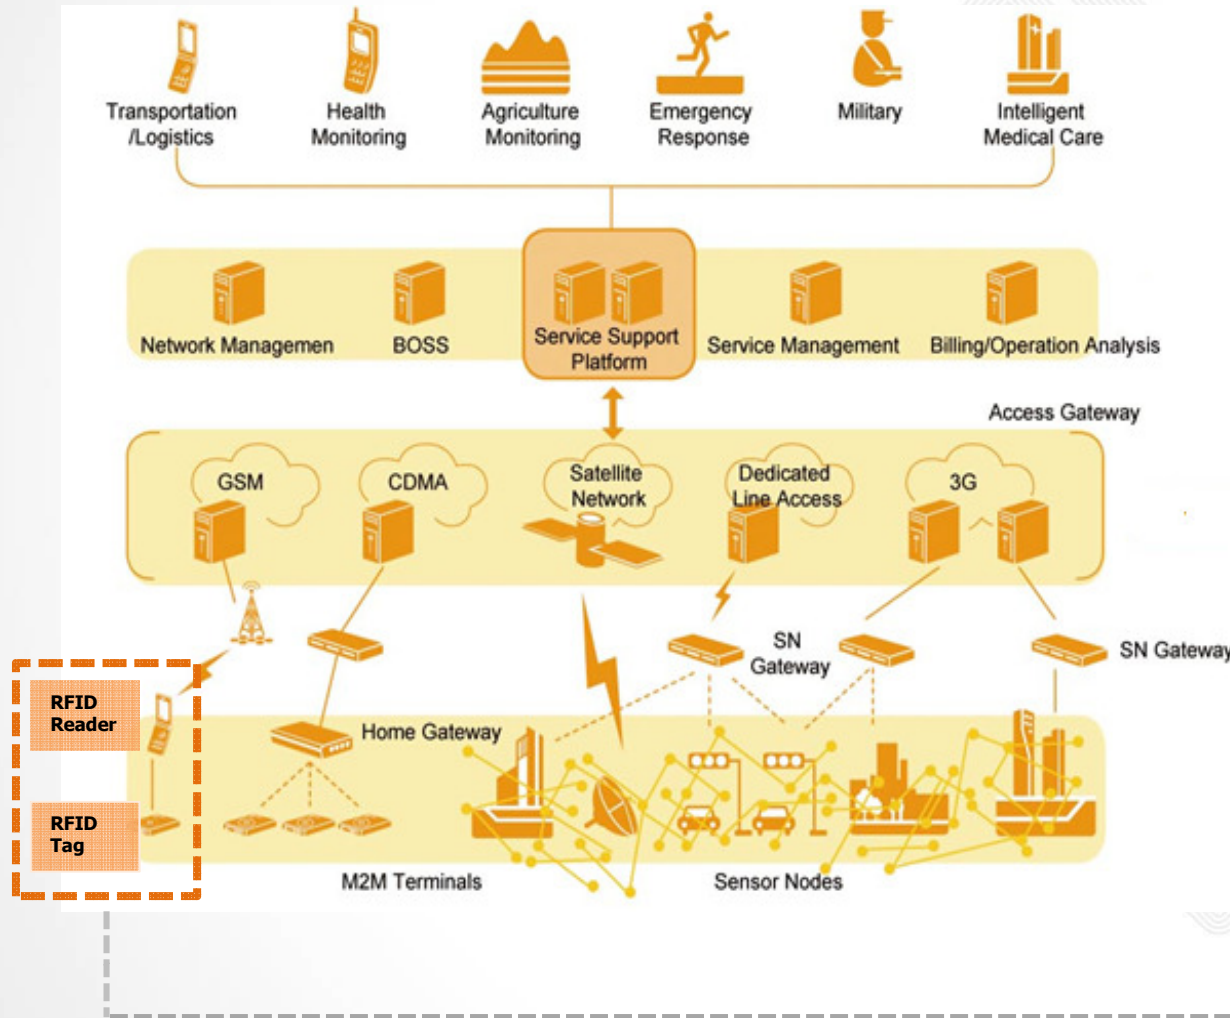 Transportation
/Logistics
Health
Monitoring
Agriculture
Monitoring
Emergency
Response
Military
Intelligent
Medical Care
Network Managemen
BOSS
Service Support
Platform
Service Management
Billing/Operation Analysis
Access Gateway
GSM
CDMA
Satellite
Network
Dedicated
Line Access
3G
SN
Gateway
SN Gateway
RFID
Reader
Home Gateway
RFID
Tag
M2M Terminals
Sensor Nodes